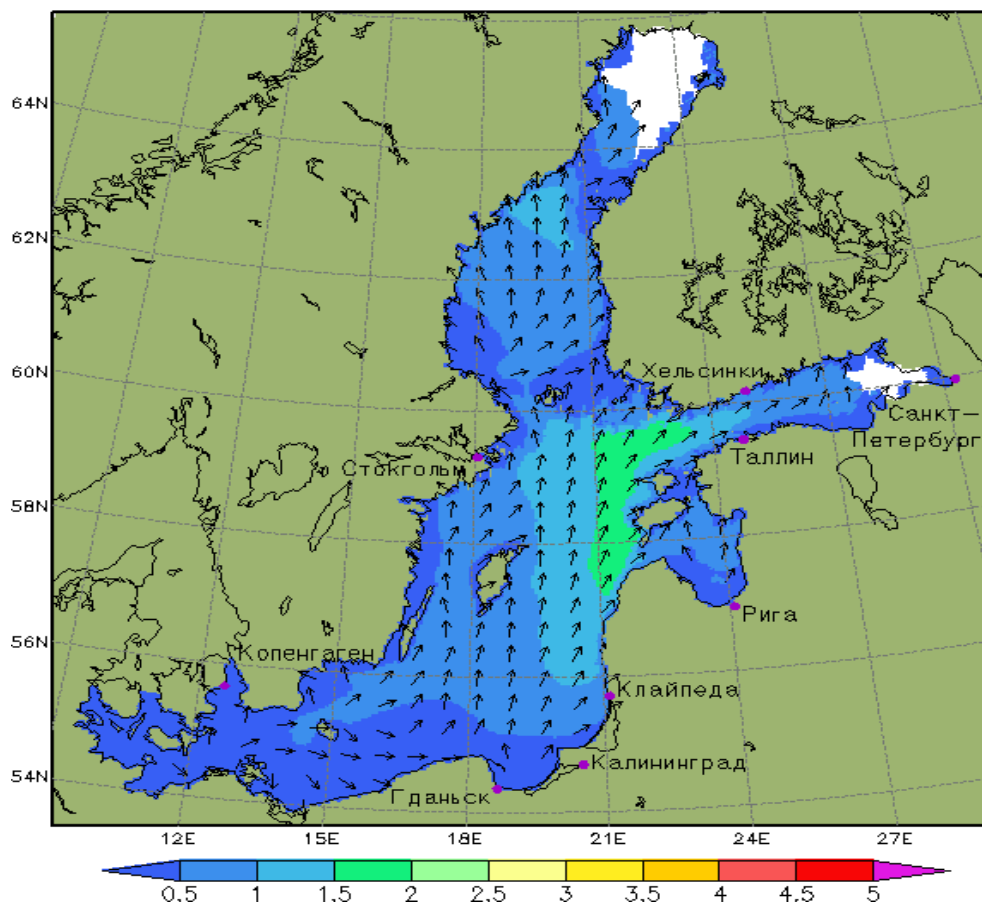 64N
62N
60N
Хельсинки
Санкт—
Петербург
Таллин
Стокгольм
58N
Рига
56N
Копенгаген
Клайпеда
54N
Калининград
Гданьск
12E 15E 18E 21E 24E 27E
0.5 1 1.5 2 2.5 3 3.5 4 4.5 5